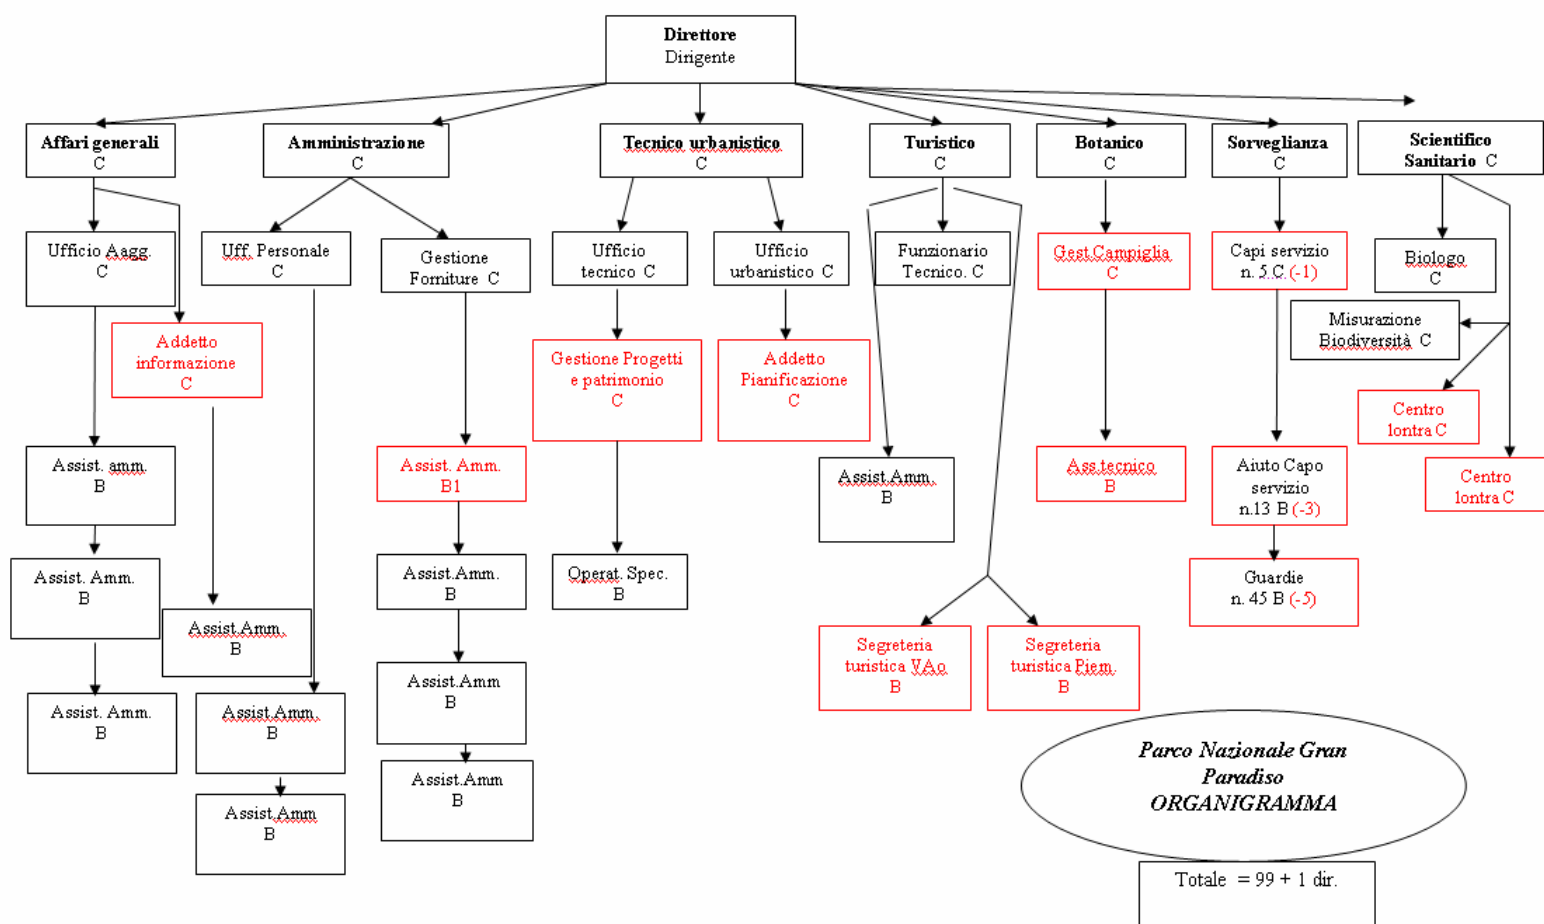 Direttore
Dirigente
Affari generali
C
Amministrazione
C
Tecnico urbanistico
C
Turistico
C
Botanico
C
Sorveglianza
C
Scientifico
Sanitario C
Ufficio Aagg.
C
Uff. Personale
C
Gestione
Forniture C
Ufficio
tecnico C
Ufficio
urbanistico C
Funzionario
Tecnico. C
Gest.Campiglia
C
Capi servizio
n. 5 C (-1)
Biologo
C
Misurazione
Biodiversità C
Addetto
informazione
C
Gestione Progetti
e patrimonio
C
Addetto
Pianificazione
C
Centro
lontra C
Centro
lontra C
Assist. amm.
B
Assist. Amm.
B1
Assist.Amm.
B
Ass.tecnico
B
Aiuto Capo
servizio
n.13 B (-3)
Assist. Amm.
B
Assist.Amm.
B
Operat. Spec.
B
Guardie
n. 45 B (-5)
Assist.Amm.
B
Segreteria
turistica VAo
B
Segreteria
turistica Piem.
B
Assist. Amm.
B
Assist.Amm.
B
Assist.Amm
B
Assist.Amm
B
Assist.Amm
B
Parco Nazionale Gran
Paradiso
ORGANIGRAMMA
Totale = 99 + 1 dir.